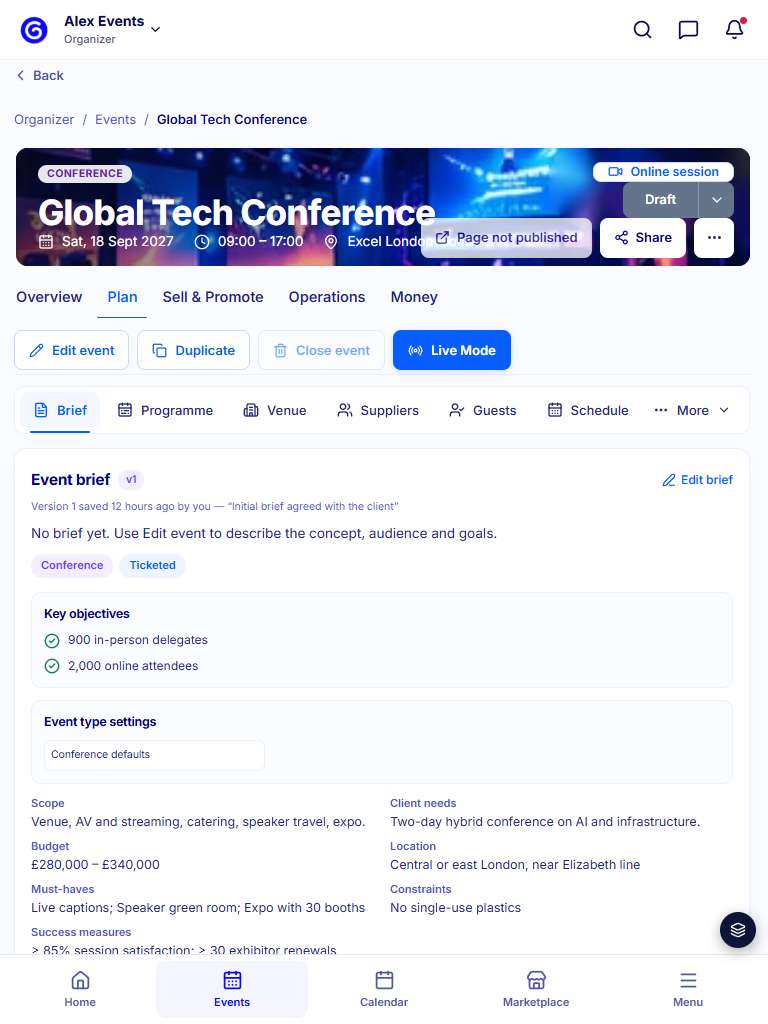 Alex Events
Organizer
Back
Organizer / Events / Global Tech Conference
CONFERENCE
Online session
Draft
Global Tech Conference
Sat, 18 Sept 2027 09:00 – 17:00 Excel London
Page not published
Share
Overview Plan Sell & Promote Operations Money
Edit event Duplicate Close event Live Mode
Brief Programme Venue Suppliers Guests Schedule More
Event brief v1 Edit brief
Version 1 saved 12 hours ago by you — “Initial brief agreed with the client”
No brief yet. Use Edit event to describe the concept, audience and goals.
Conference Ticketed
Key objectives
900 in-person delegates
2,000 online attendees
Event type settings
Conference defaults
Scope
Venue, AV and streaming, catering, speaker travel, expo.
Client needs
Two-day hybrid conference on AI and infrastructure.
Budget
£280,000 – £340,000
Location
Central or east London, near Elizabeth line
Must-haves
Live captions; Speaker green room; Expo with 30 booths
Constraints
No single-use plastics
Success measures
> 85% session satisfaction; > 30 exhibitor renewals
Home Events Calendar Marketplace Menu